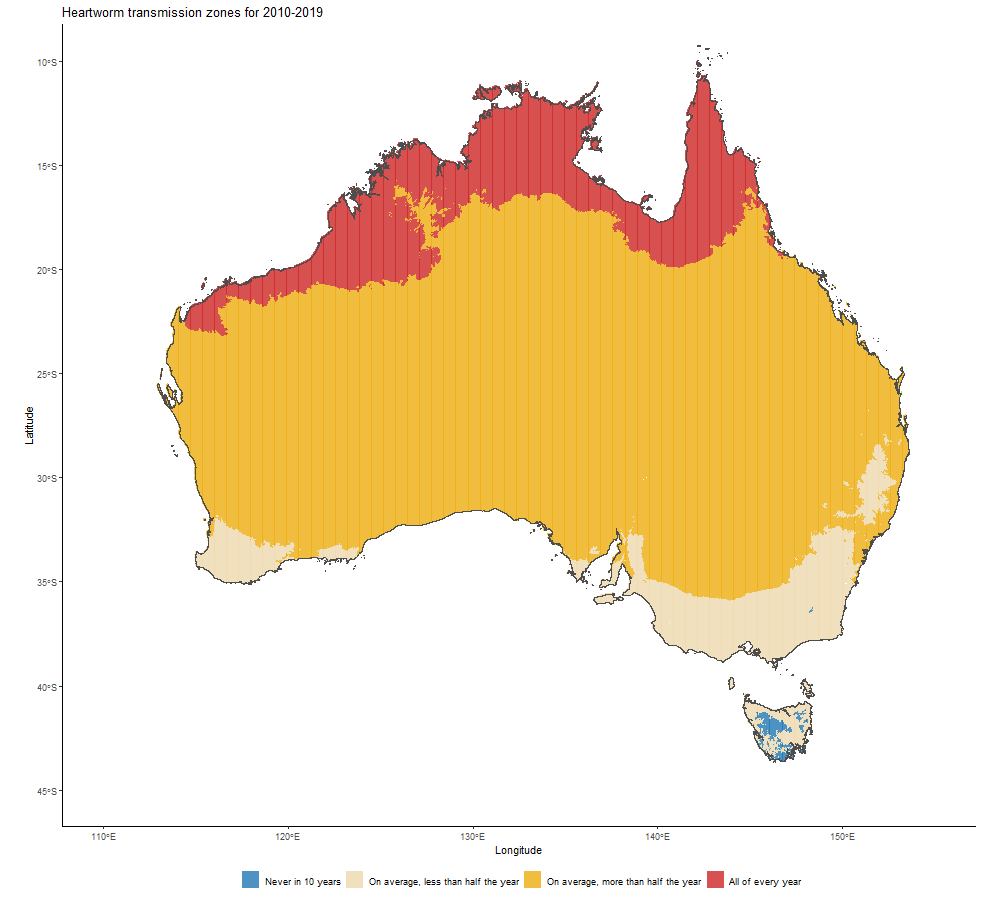 Heartworm transmission zones for 2010-2019
10°S
15°S
20°S
25°S
30°S
35°S
40°S
45°S
Latitude
110°E 120°E 130°E 140°E 150°E
Longitude
Never in 10 years On average, less than half the year On average, more than half the year All of every year